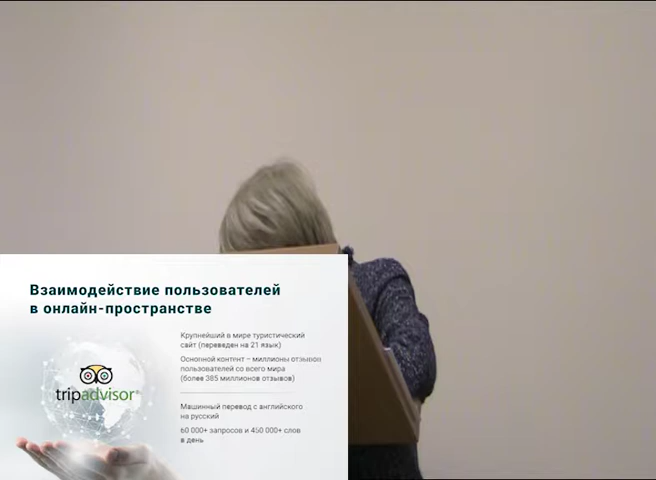 Взаимодействие пользователей
в онлайн-пространстве
Крупнейший в мире туристический
сайт (переведен на 21 язык)
Основной контент – миллионы отзывов
пользователей со всего мира
(более 385 миллионов отзывов)
tripadvisor®
Машинный перевод с английского
на русский
60 000+ запросов и 450 000+ слов
в день